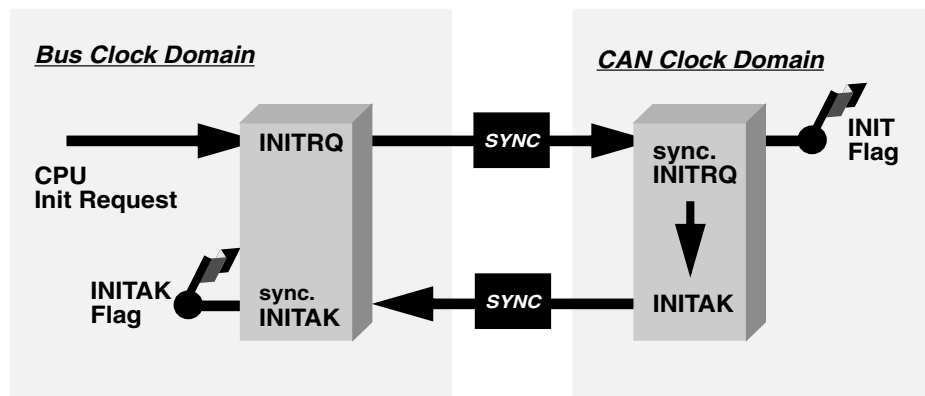 Bus Clock Domain
CAN Clock Domain
CPU
Init Request
INITRQ
SYNC
sync.
INITRQ
INIT
Flag
INITAK
Flag
sync.
INITAK
SYNC
INITAK